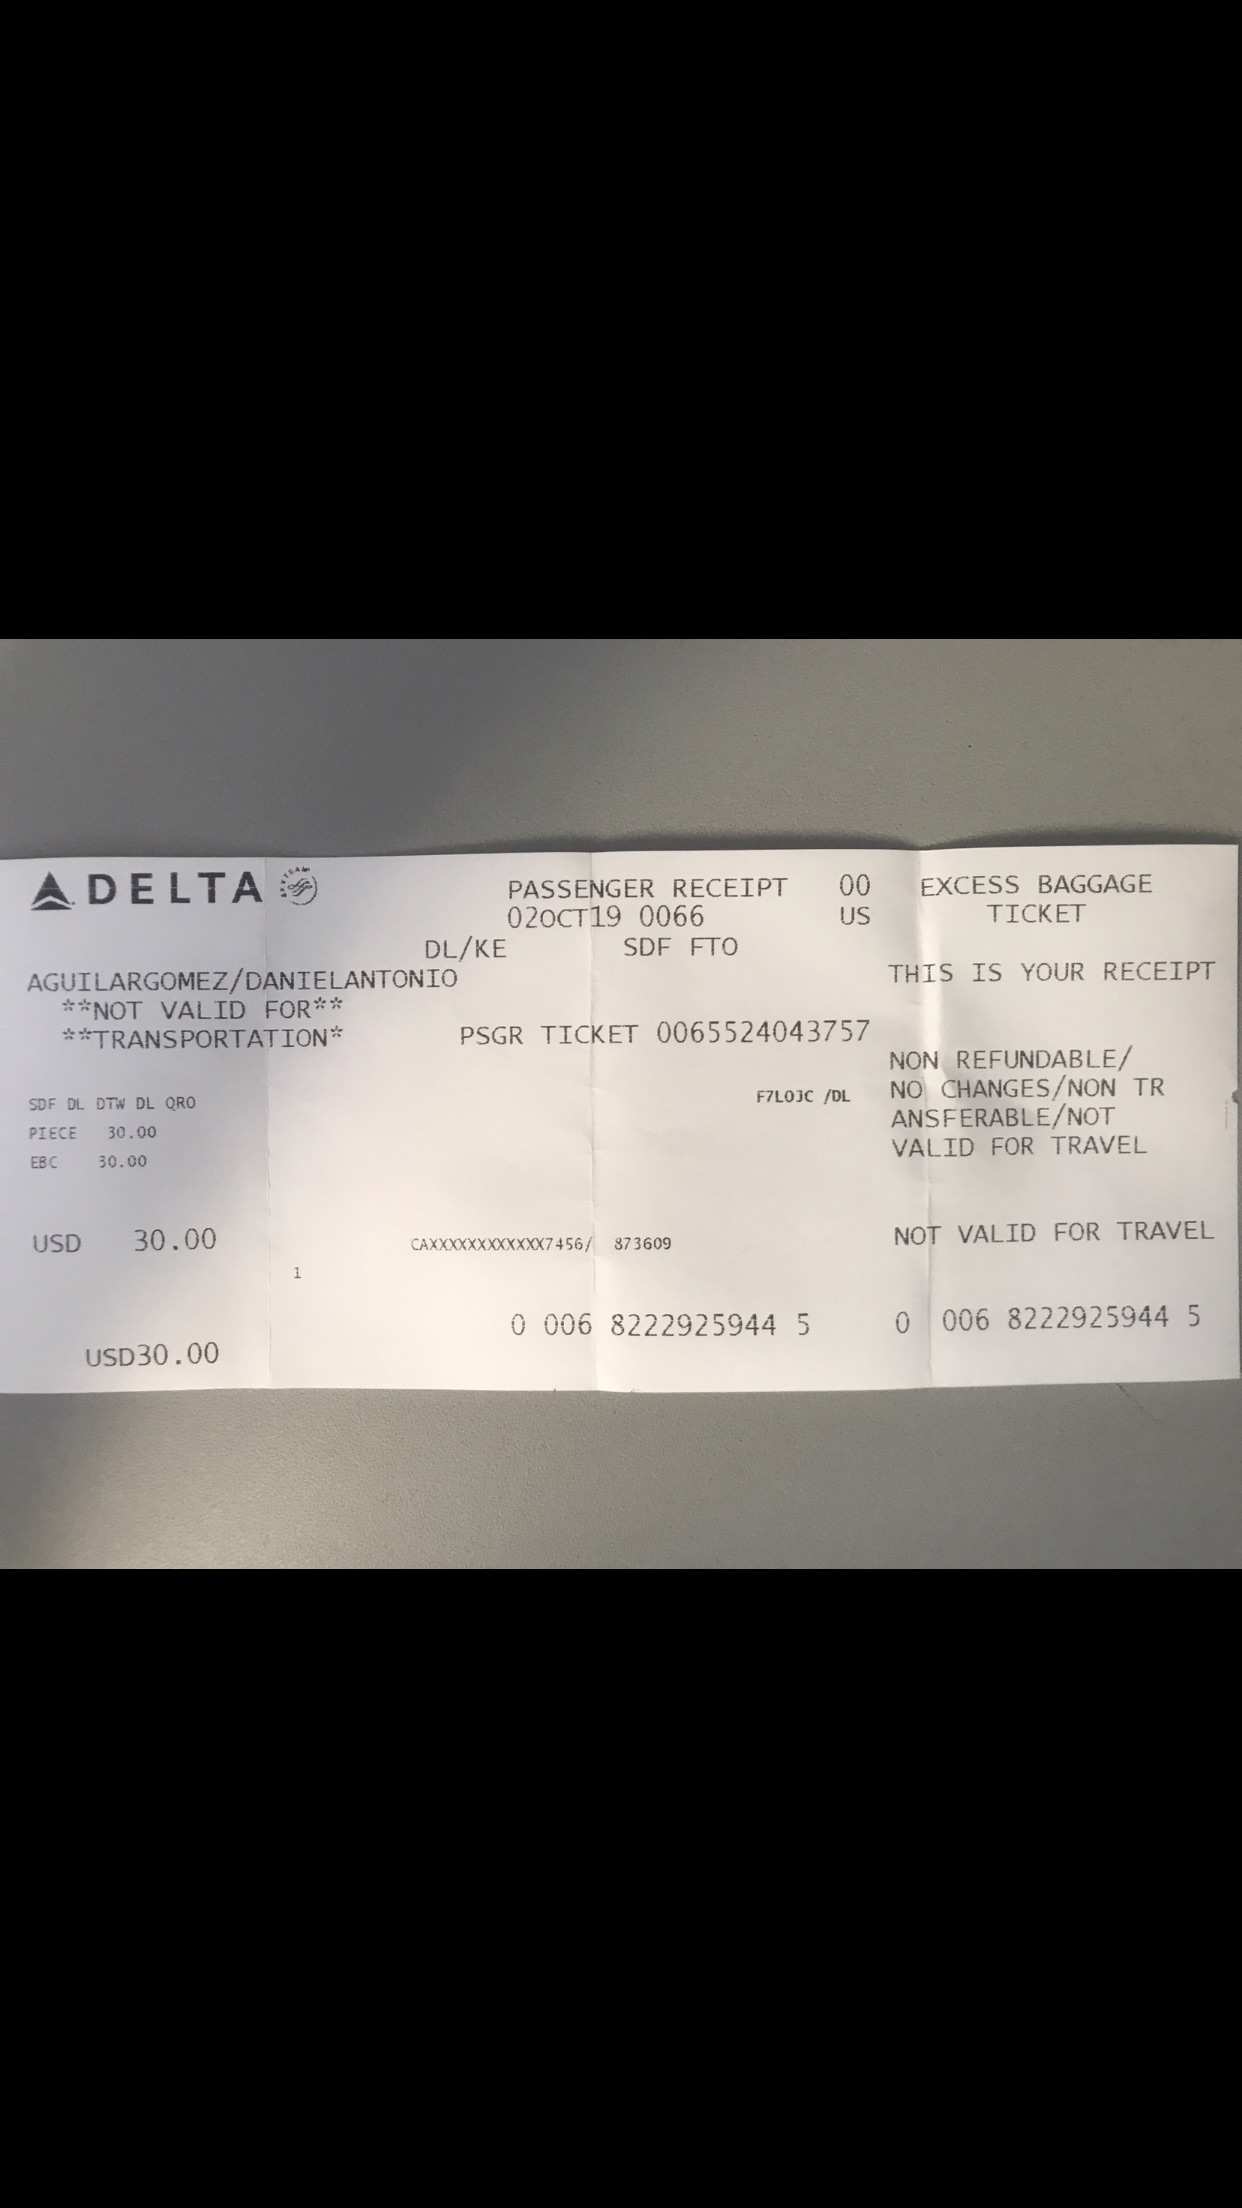 DELTA
PASSENGER RECEIPT 00 EXCESS BAGGAGE
02OCT19 0066 US TICKET
DL/KE SDF FTO
AGUILARGOMEZ/DANIELANTONIO THIS IS YOUR RECEIPT
**NOT VALID FOR**
**TRANSPORTATION* PSGR TICKET 0065524043757
NON REFUNDABLE/
SDF DL DTW DL QRO F7LOJC /DL NO CHANGES/NON TR
PIECE 30.00 ANSFERABLE/NOT
EBC 30.00 VALID FOR TRAVEL
USD 30.00 CAXXXXXXXXXXXX7456/ 873609 NOT VALID FOR TRAVEL
1
0 006 8222925944 5 0 006 8222925944 5
USD30.00